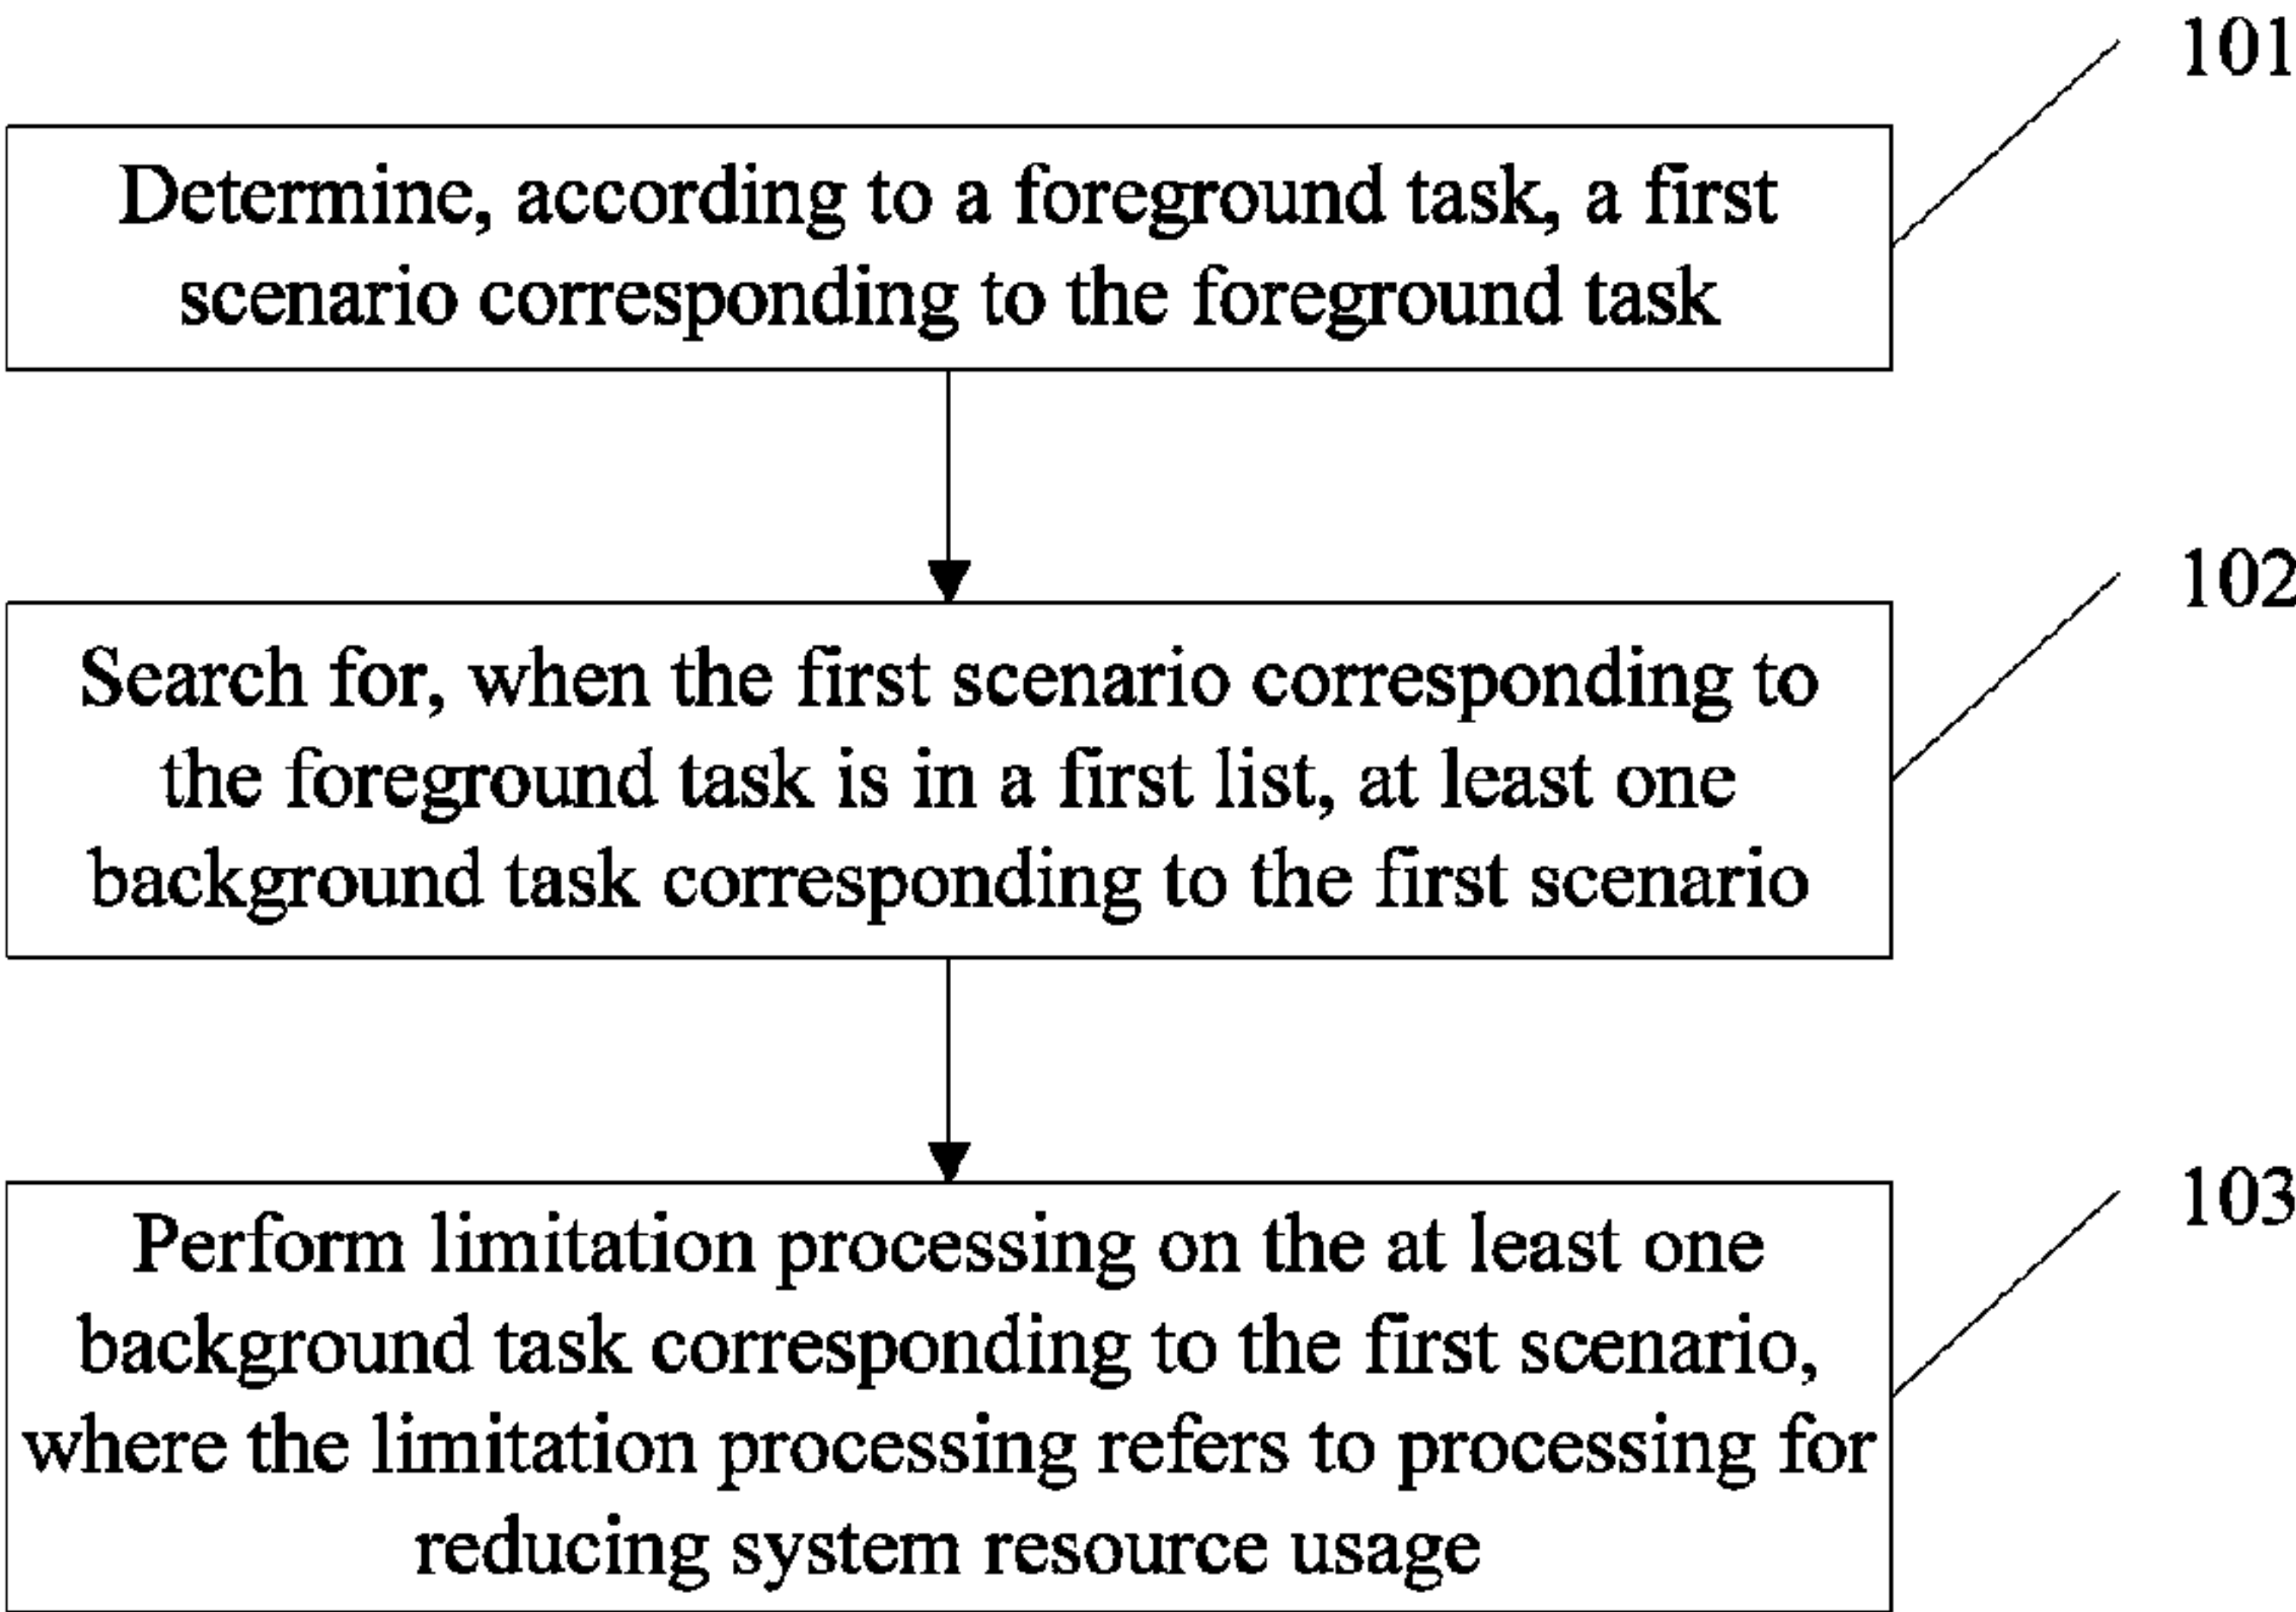 101
Determine, according to a foreground task, a first
scenario corresponding to the foreground task
102
Search for, when the first scenario corresponding to
the foreground task is in a first list, at least one
background task corresponding to the first scenario
103
Perform limitation processing on the at least one
background task corresponding to the first scenario,
where the limitation processing refers to processing for
reducing system resource usage